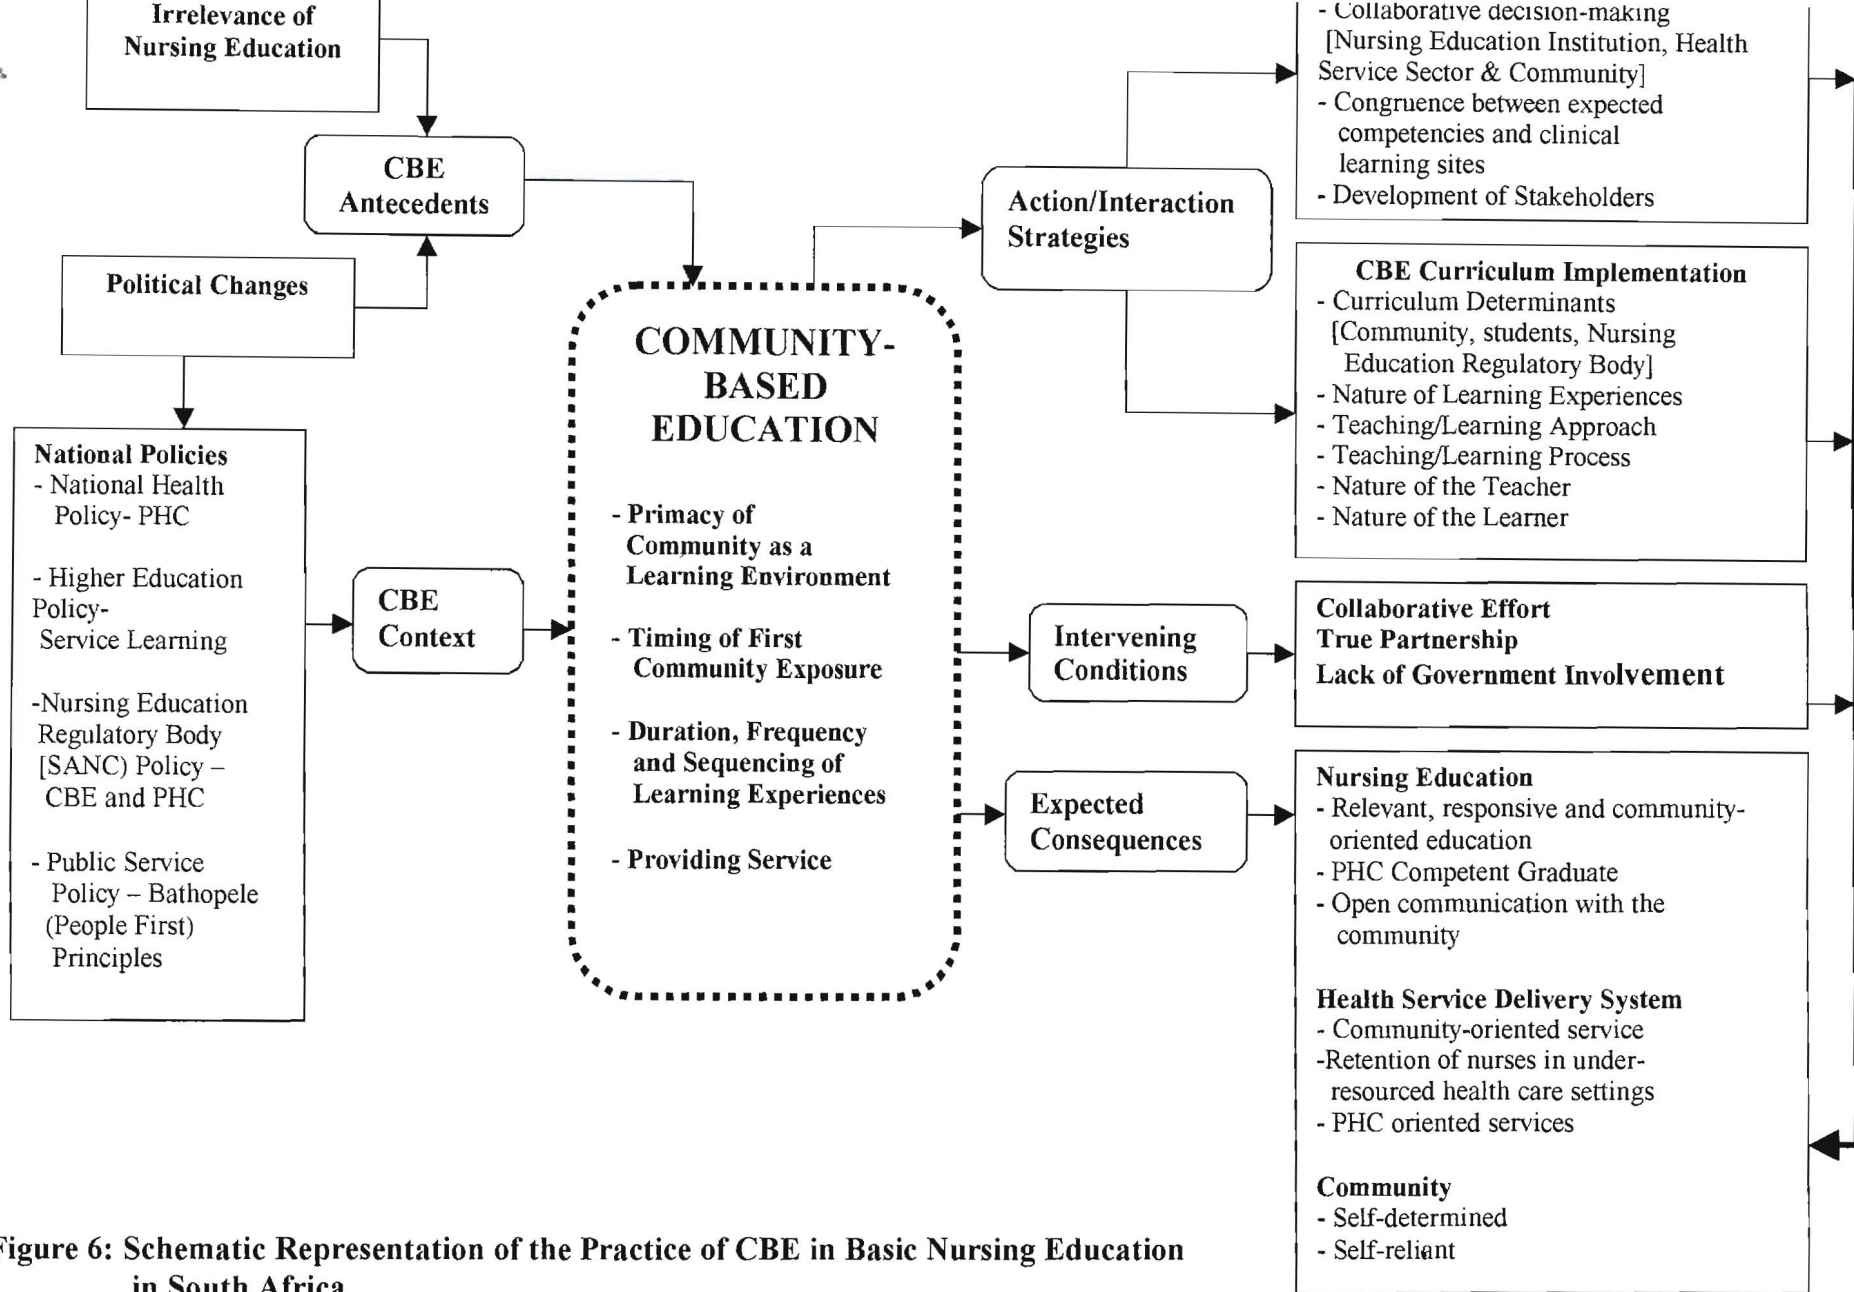 Irrelevance of
Nursing Education
CBE
Antecedents
Political Changes
National Policies
- National Health
Policy- PHC
- Higher Education
Policy-
Service Learning
-Nursing Education
Regulatory Body
[SANC) Policy –
CBE and PHC
- Public Service
Policy – Bathopele
(People First)
Principles
CBE
Context
COMMUNITY-
BASED
EDUCATION
- Primacy of
Community as a
Learning Environment
- Timing of First
Community Exposure
- Duration, Frequency
and Sequencing of
Learning Experiences
- Providing Service
Action/Interaction
Strategies
- Collaborative decision-making
[Nursing Education Institution, Health
Service Sector & Community]
- Congruence between expected
competencies and clinical
learning sites
- Development of Stakeholders
CBE Curriculum Implementation
- Curriculum Determinants
[Community, students, Nursing
Education Regulatory Body]
- Nature of Learning Experiences
- Teaching/Learning Approach
- Teaching/Learning Process
- Nature of the Teacher
- Nature of the Learner
Intervening
Conditions
Collaborative Effort
True Partnership
Lack of Government Involvement
Expected
Consequences
Nursing Education
- Relevant, responsive and community-
oriented education
- PHC Competent Graduate
- Open communication with the
community
Health Service Delivery System
- Community-oriented service
-Retention of nurses in under-
resourced health care settings
- PHC oriented services
Community
- Self-determined
- Self-reliant
Figure 6: Schematic Representation of the Practice of CBE in Basic Nursing Education
in South Africa